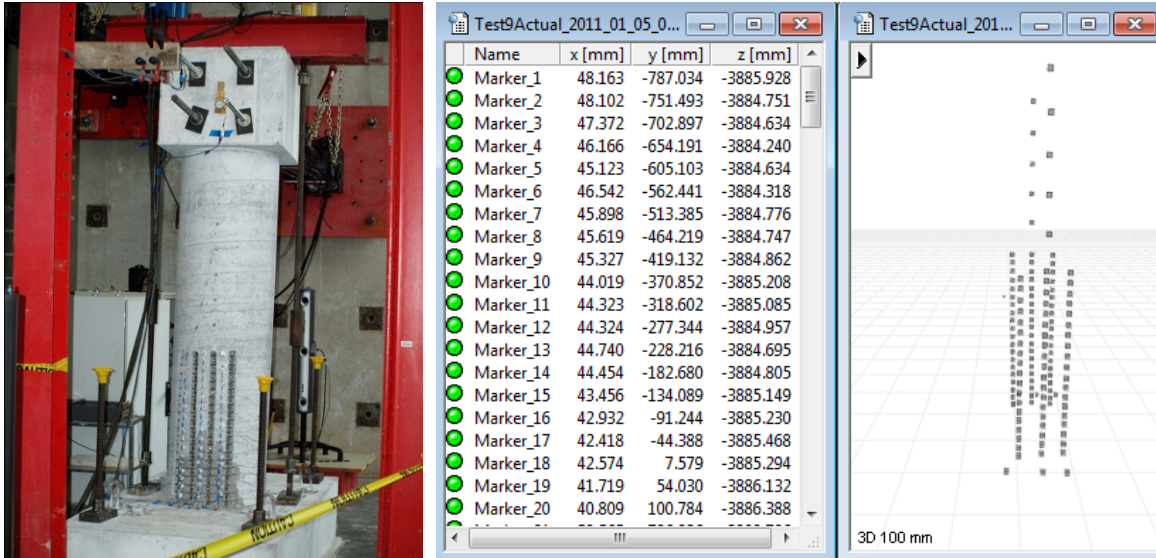 CAUTION
CAUTION
CAUTION
Test9Actual_2011_01_05_0...
Name x [mm] y [mm] z [mm]
Marker_1 48.163 -787.034 -3885.928
Marker_2 48.102 -751.493 -3884.751
Marker_3 47.372 -702.897 -3884.634
Marker_4 46.166 -654.191 -3884.240
Marker_5 45.123 -605.103 -3884.634
Marker_6 46.542 -562.441 -3884.318
Marker_7 45.898 -513.385 -3884.776
Marker_8 45.619 -464.219 -3884.747
Marker_9 45.327 -419.132 -3884.862
Marker_10 44.019 -370.852 -3885.208
Marker_11 44.323 -318.602 -3885.085
Marker_12 44.324 -277.344 -3884.957
Marker_13 44.740 -228.216 -3884.695
Marker_14 44.454 -182.680 -3884.805
Marker_15 43.456 -134.089 -3885.149
Marker_16 42.932 -91.244 -3885.230
Marker_17 42.418 -44.388 -3885.468
Marker_18 42.574 7.579 -3885.294
Marker_19 41.719 54.030 -3886.132
Marker_20 40.809 100.784 -3886.388
Test9Actual_201...
3D 100 mm